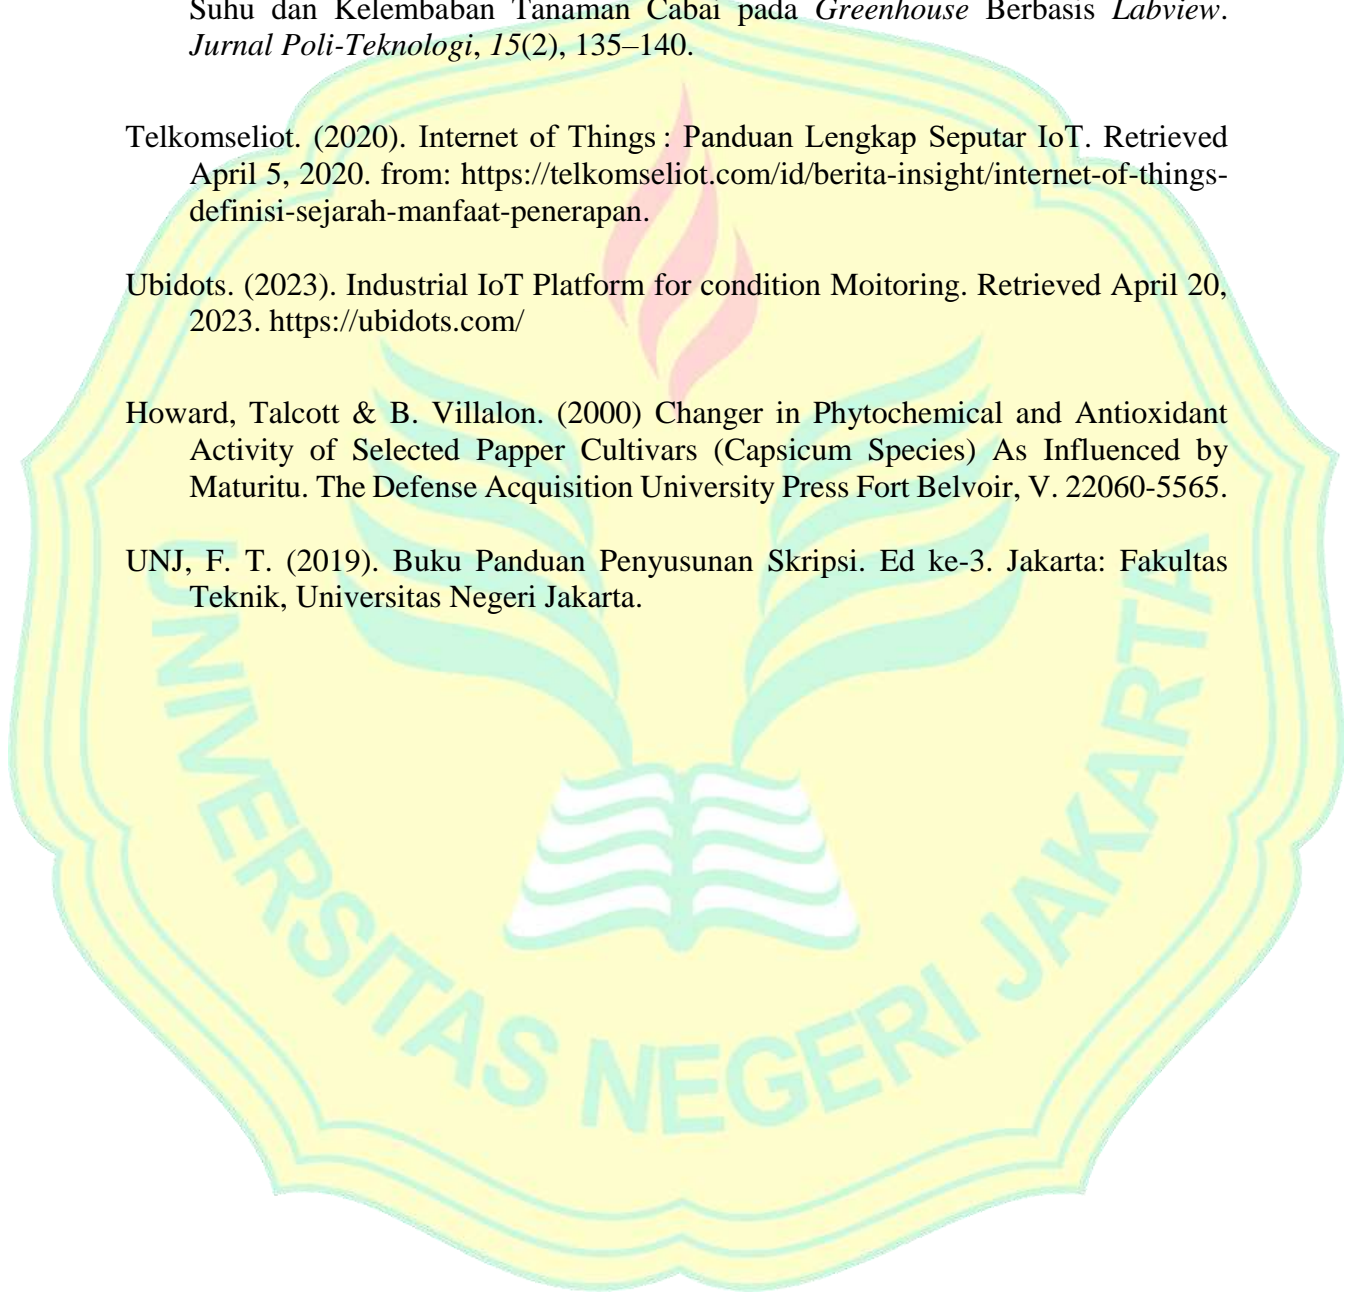 Suhu dan Kelembaban Tanaman Cabai pada Greenhouse Berbasis Labview.
Jurnal Poli-Teknologi, 15(2), 135–140.
Telkomseliot. (2020). Internet of Things : Panduan Lengkap Seputar IoT. Retrieved
April 5, 2020. from: https://telkomseliot.com/id/berita-insight/internet-of-things-
definisi-sejarah-manfaat-penerapan.
Ubidots. (2023). Industrial IoT Platform for condition Moitoring. Retrieved April 20,
2023. https://ubidots.com/
Howard, Talcott & B. Villalon. (2000) Changer in Phytochemical and Antioxidant
Activity of Selected Papper Cultivars (Capsicum Species) As Influenced by
Maturitu. The Defense Acquisition University Press Fort Belvoir, V. 22060-5565.
UNJ, F. T. (2019). Buku Panduan Penyusunan Skripsi. Ed ke-3. Jakarta: Fakultas
Teknik, Universitas Negeri Jakarta.
UNIVERSITAS NEGERI JAKARTA